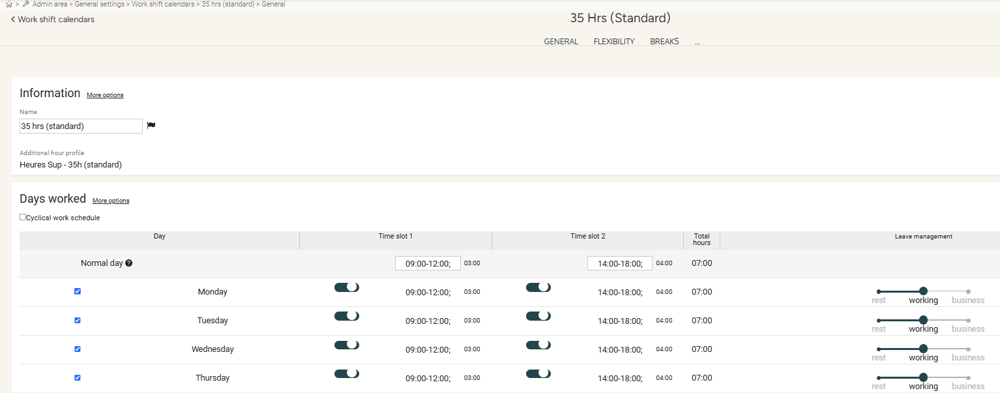 > Admin area > General settings > Work shift calendars > 35 hrs (standard) > General
< Work shift calendars
35 Hrs (Standard)
GENERAL FLEXIBILITY BREAKS ...
Information More options
Name
35 hrs (standard)
Additional hour profile
Heures Sup - 35h (standard)
Days worked More options
Cyclical work schedule
Day Time slot 1 Time slot 2 Total hours Leave management
Normal day ? 09:00-12:00; 03:00 14:00-18:00; 04:00 07:00
Monday 09:00-12:00; 03:00 14:00-18:00; 04:00 07:00
rest working business
Tuesday 09:00-12:00; 03:00 14:00-18:00; 04:00 07:00
rest working business
Wednesday 09:00-12:00; 03:00 14:00-18:00; 04:00 07:00
rest working business
Thursday 09:00-12:00; 03:00 14:00-18:00; 04:00 07:00
rest working business